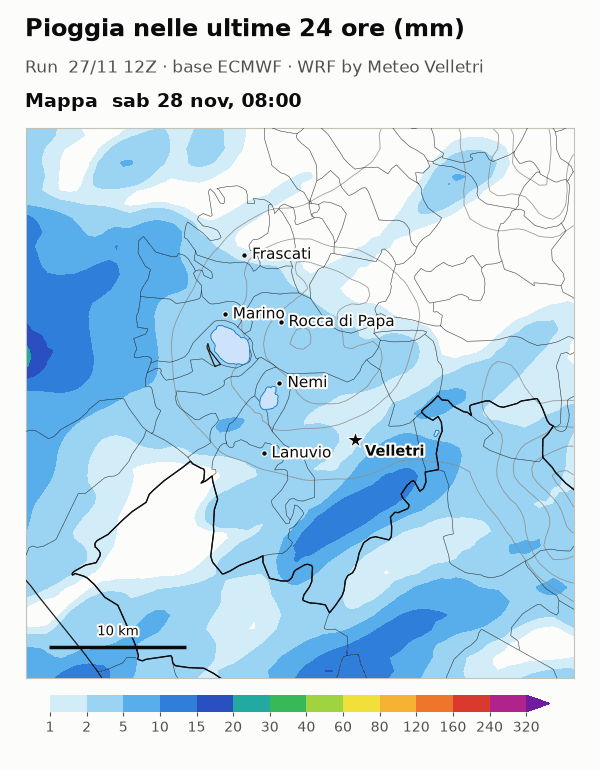 Pioggia nelle ultime 24 ore (mm)
Run  27/11 12Z · base ECMWF · WRF by Meteo Velletri
Mappa  sab 28 nov, 08:00
Frascati
Marino
Rocca di Papa
Nemi
Velletri
Lanuvio
10 km
1 2 5 10 15 20 30 40 60 80 120 160 240 320